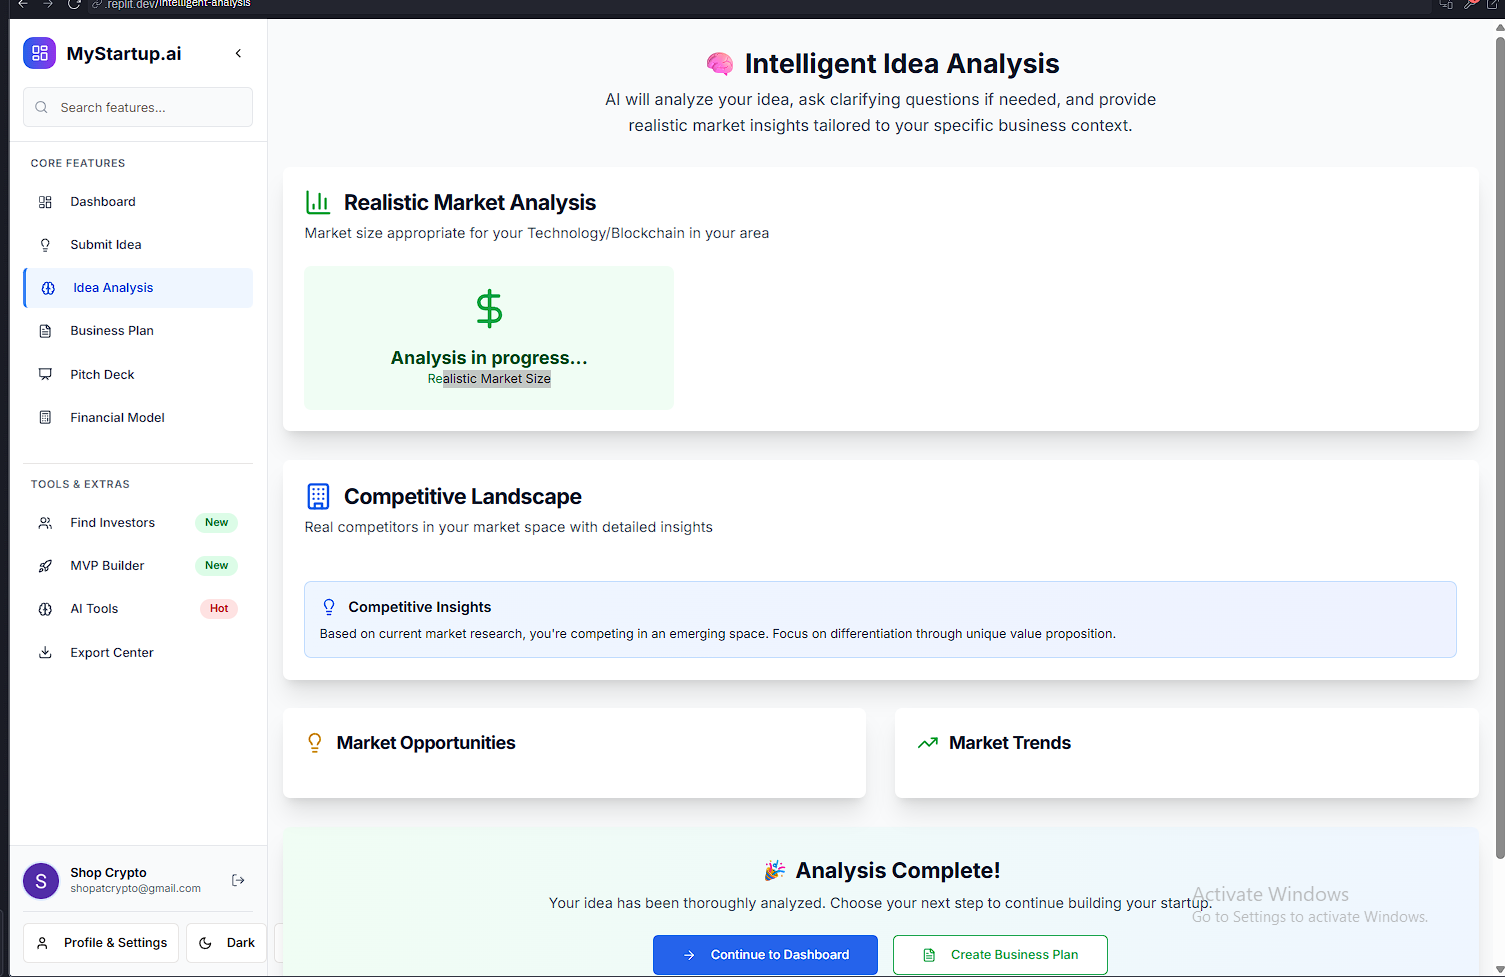 .replit.dev/intelligent-analysis
MyStartup.ai
Search features...
CORE FEATURES
Dashboard
Submit Idea
Idea Analysis
Business Plan
Pitch Deck
Financial Model
TOOLS & EXTRAS
Find Investors New
MVP Builder New
AI Tools Hot
Export Center
S
Shop Crypto
shopatcrypto@gmail.com
Profile & Settings
Dark
Intelligent Idea Analysis
AI will analyze your idea, ask clarifying questions if needed, and provide
realistic market insights tailored to your specific business context.
Realistic Market Analysis
Market size appropriate for your Technology/Blockchain in your area
$
Analysis in progress...
Realistic Market Size
Competitive Landscape
Real competitors in your market space with detailed insights
Competitive Insights
Based on current market research, you're competing in an emerging space. Focus on differentiation through unique value proposition.
Market Opportunities
Market Trends
Analysis Complete!
Your idea has been thoroughly analyzed. Choose your next step to continue building your startup.
Continue to Dashboard
Create Business Plan
Activate Windows
Go to Settings to activate Windows.